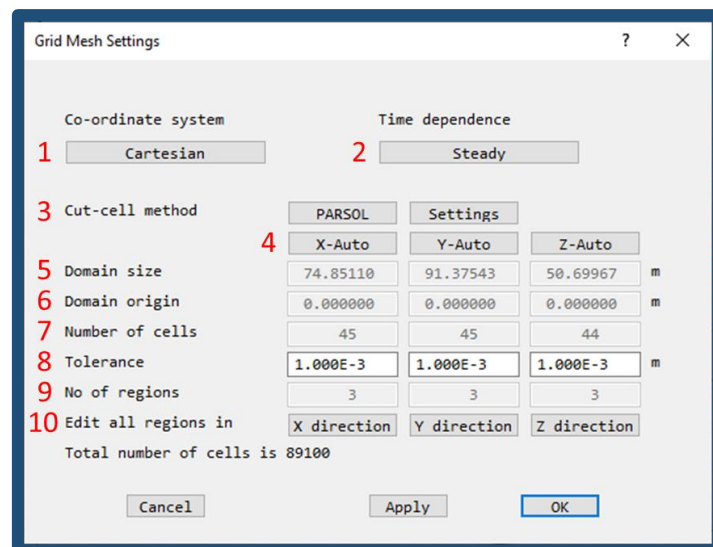 Grid Mesh Settings ? ×
Co-ordinate system Time dependence
1 Cartesian 2 Steady
3 Cut-cell method PARSOL Settings
4 X-Auto Y-Auto Z-Auto
5 Domain size 74.85110 91.37543 50.69967 m
6 Domain origin 0.000000 0.000000 0.000000 m
7 Number of cells 45 45 44
8 Tolerance 1.000E-3 1.000E-3 1.000E-3 m
9 No of regions 3 3 3
10 Edit all regions in X direction Y direction Z direction
Total number of cells is 89100
Cancel Apply OK